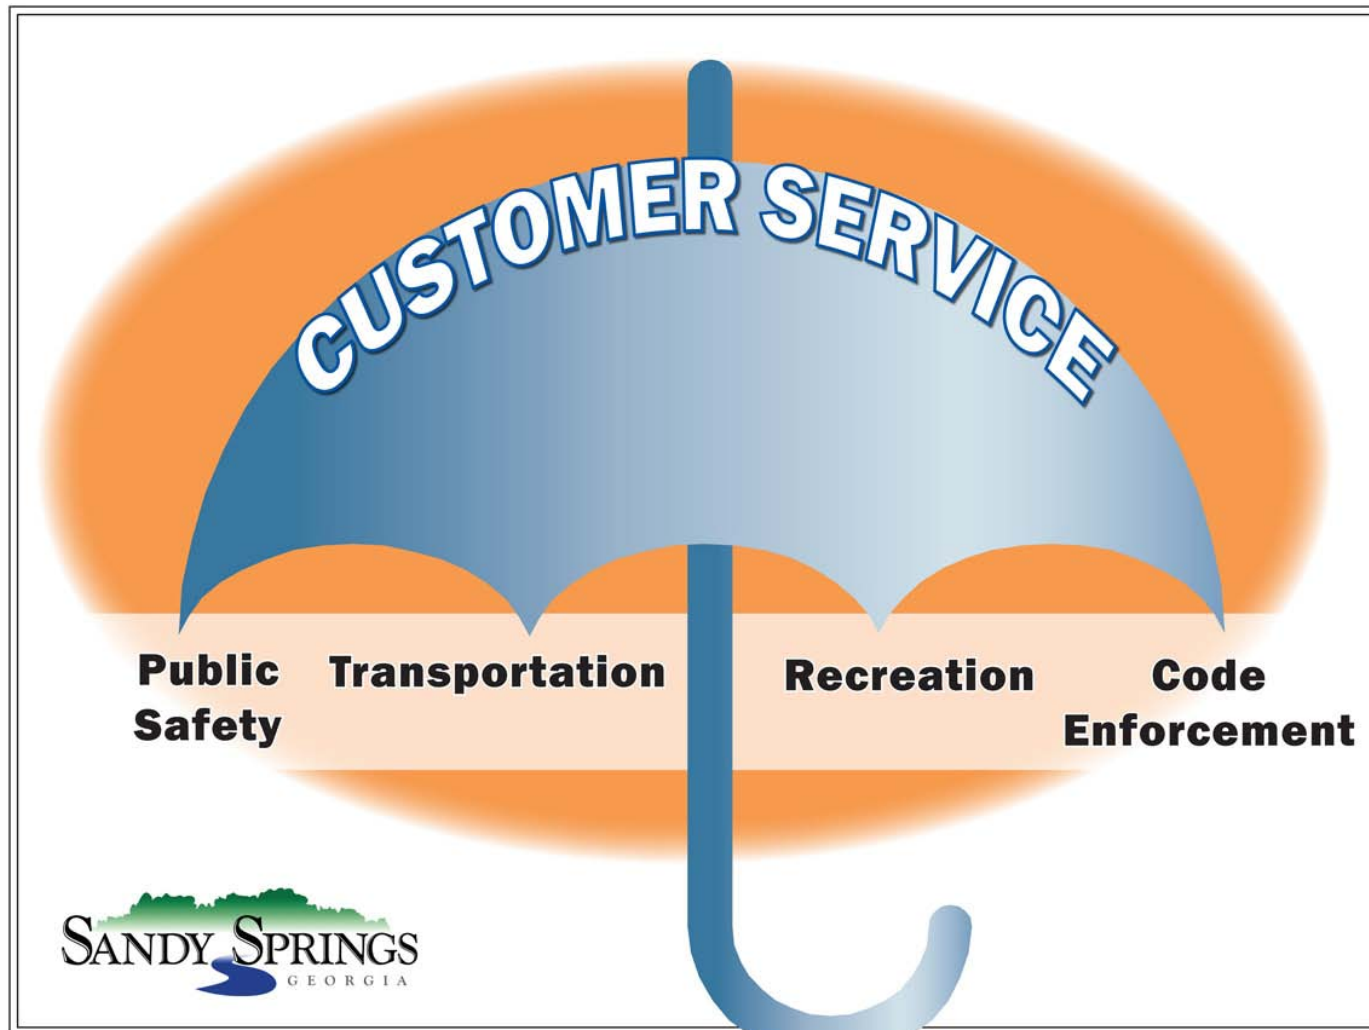 CUSTOMER SERVICE
Public
Safety
Transportation
Recreation
Code
Enforcement
SANDY SPRINGS
GEORGIA